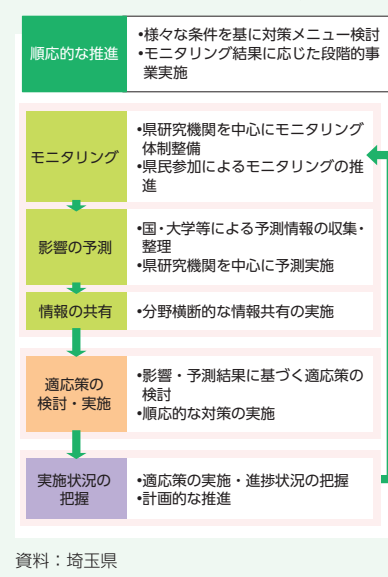 順応的な推進
•様々な条件を基に対策メニュー検討
•モニタリング結果に応じた段階的事
業実施
モニタリング
•県研究機関を中心にモニタリング
体制整備
•県民参加によるモニタリングの推
進
影響の予測
•国・大学等による予測情報の収集・
整理
•県研究機関を中心に予測実施
情報の共有
•分野横断的な情報共有の実施
適応策の
検討・実施
•影響・予測結果に基づく適応策の
検討
•順応的な対策の実施
実施状況の
把握
•適応策の実施・進捗状況の把握
•計画的な推進
資料：埼玉県